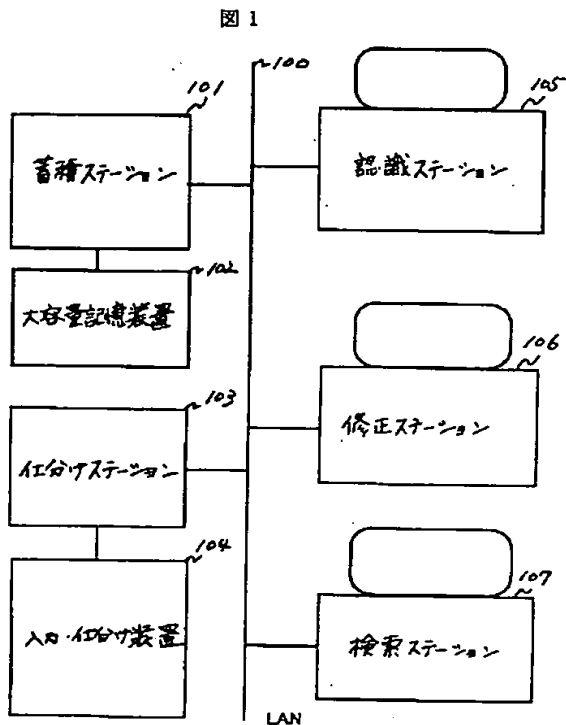 図1
100
101
蓄積ステーション
102
大容量記憶装置
103
仕分けステーション
104
入力・仕分け装置
105
認識ステーション
106
修正ステーション
107
検索ステーション
LAN